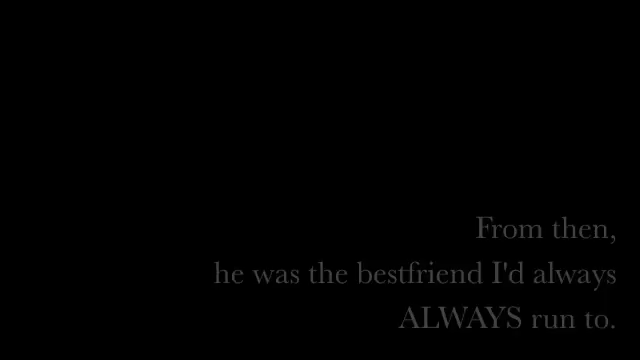 From then,
he was the bestfriend I'd always
ALWAYS run to.